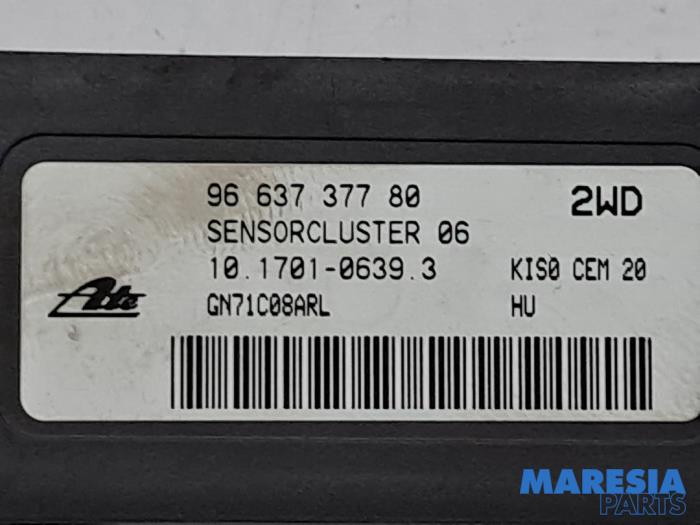 96 637 377 80 2WD
SENSORCLUSTER 06
10.1701-0639.3 KIS0 CEM 20
Ate GN71C08ARL HU
MARESIA
PARTS